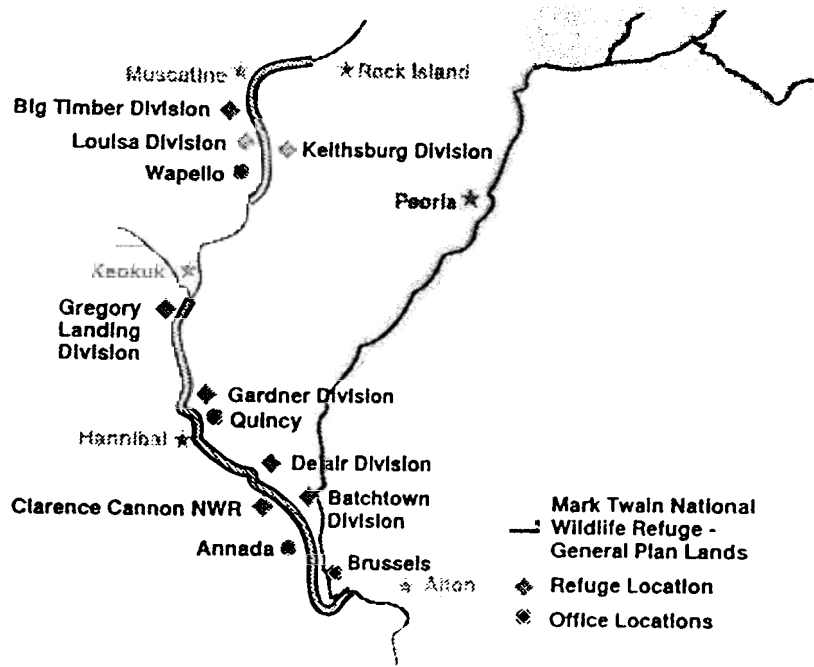 Muscatine
Rock Island
Big Timber Division
Louisa Division
Keithsburg Division
Wapello
Peoria
Keokuk
Gregory
Landing
Division
Gardner Division
Quincy
Hannibal
Delair Division
Clarence Cannon NWR
Batchtown
Division
Annada
Brussels
Alton
Mark Twain National
Wildlife Refuge -
General Plan Lands
Refuge Location
Office Locations